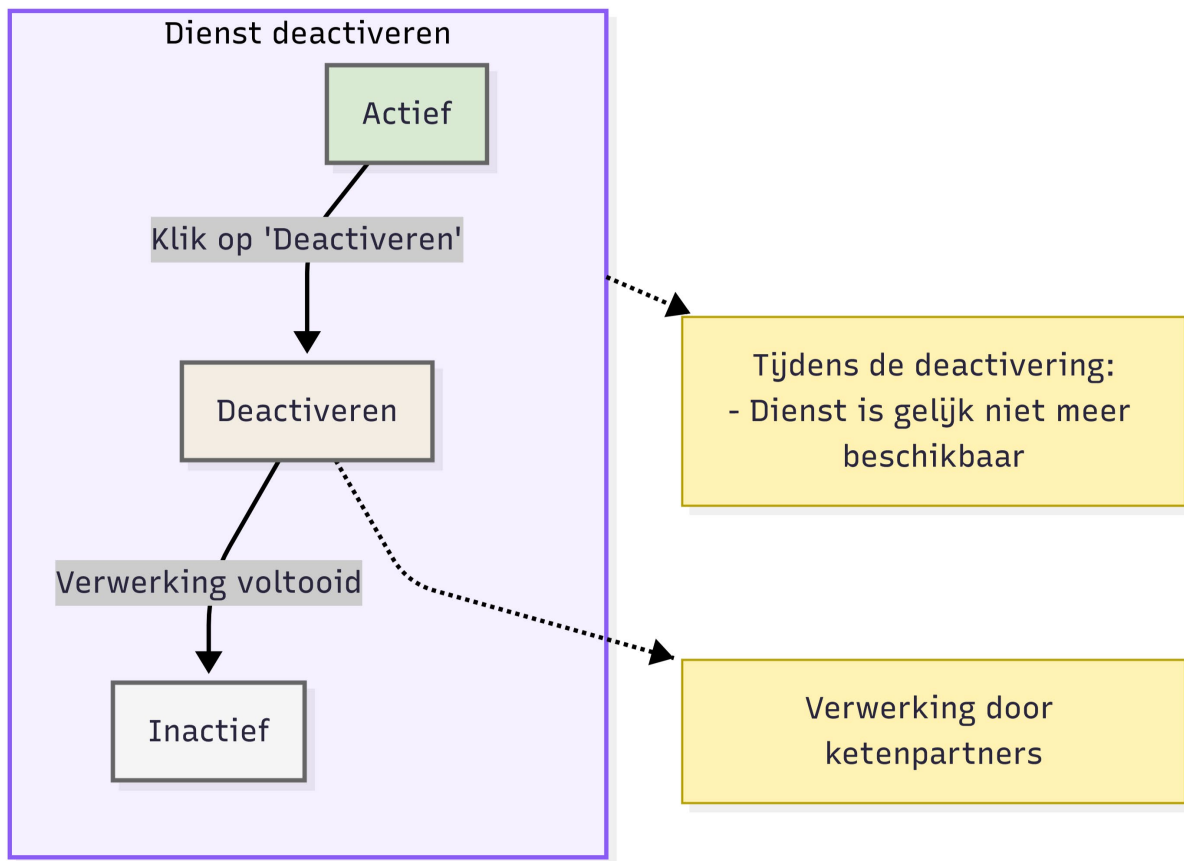 Dienst deactiveren
Actief
Klik op 'Deactiveren'
Deactiveren
Verwerking voltooid
Inactief
Tijdens de deactivering:
- Dienst is gelijk niet meer
beschikbaar
Verwerking door
ketenpartners